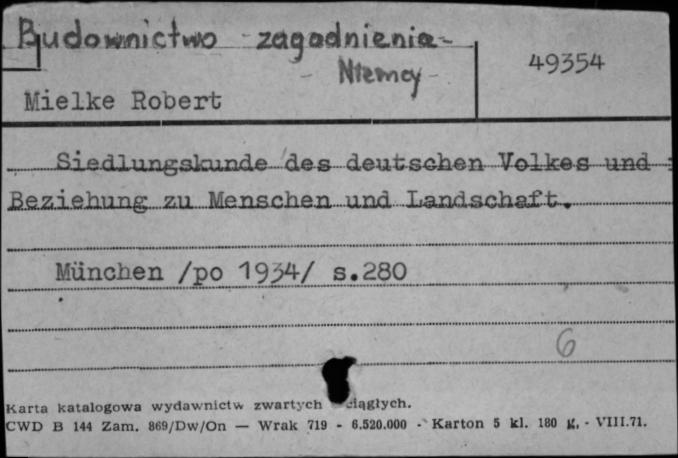 Budownictwo - zagadnienia -
- Niemcy -
49354
Mielke Robert
Siedlungskunde des deutschen Volkes und
Beziehung zu Menschen und Landschaft.
München /po 1934/ s.280
6
Karta katalogowa wydawnictw zwartych ciągłych.
CWD B 144 Zam. 869/Dw/On — Wrak 719 - 6.520.000 - Karton 5 kl. 180 g. - VIII.71.